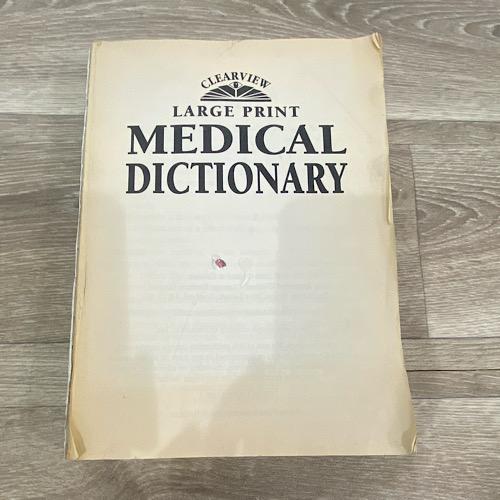 CLEARVIEW
LARGE PRINT
MEDICAL
DICTIONARY